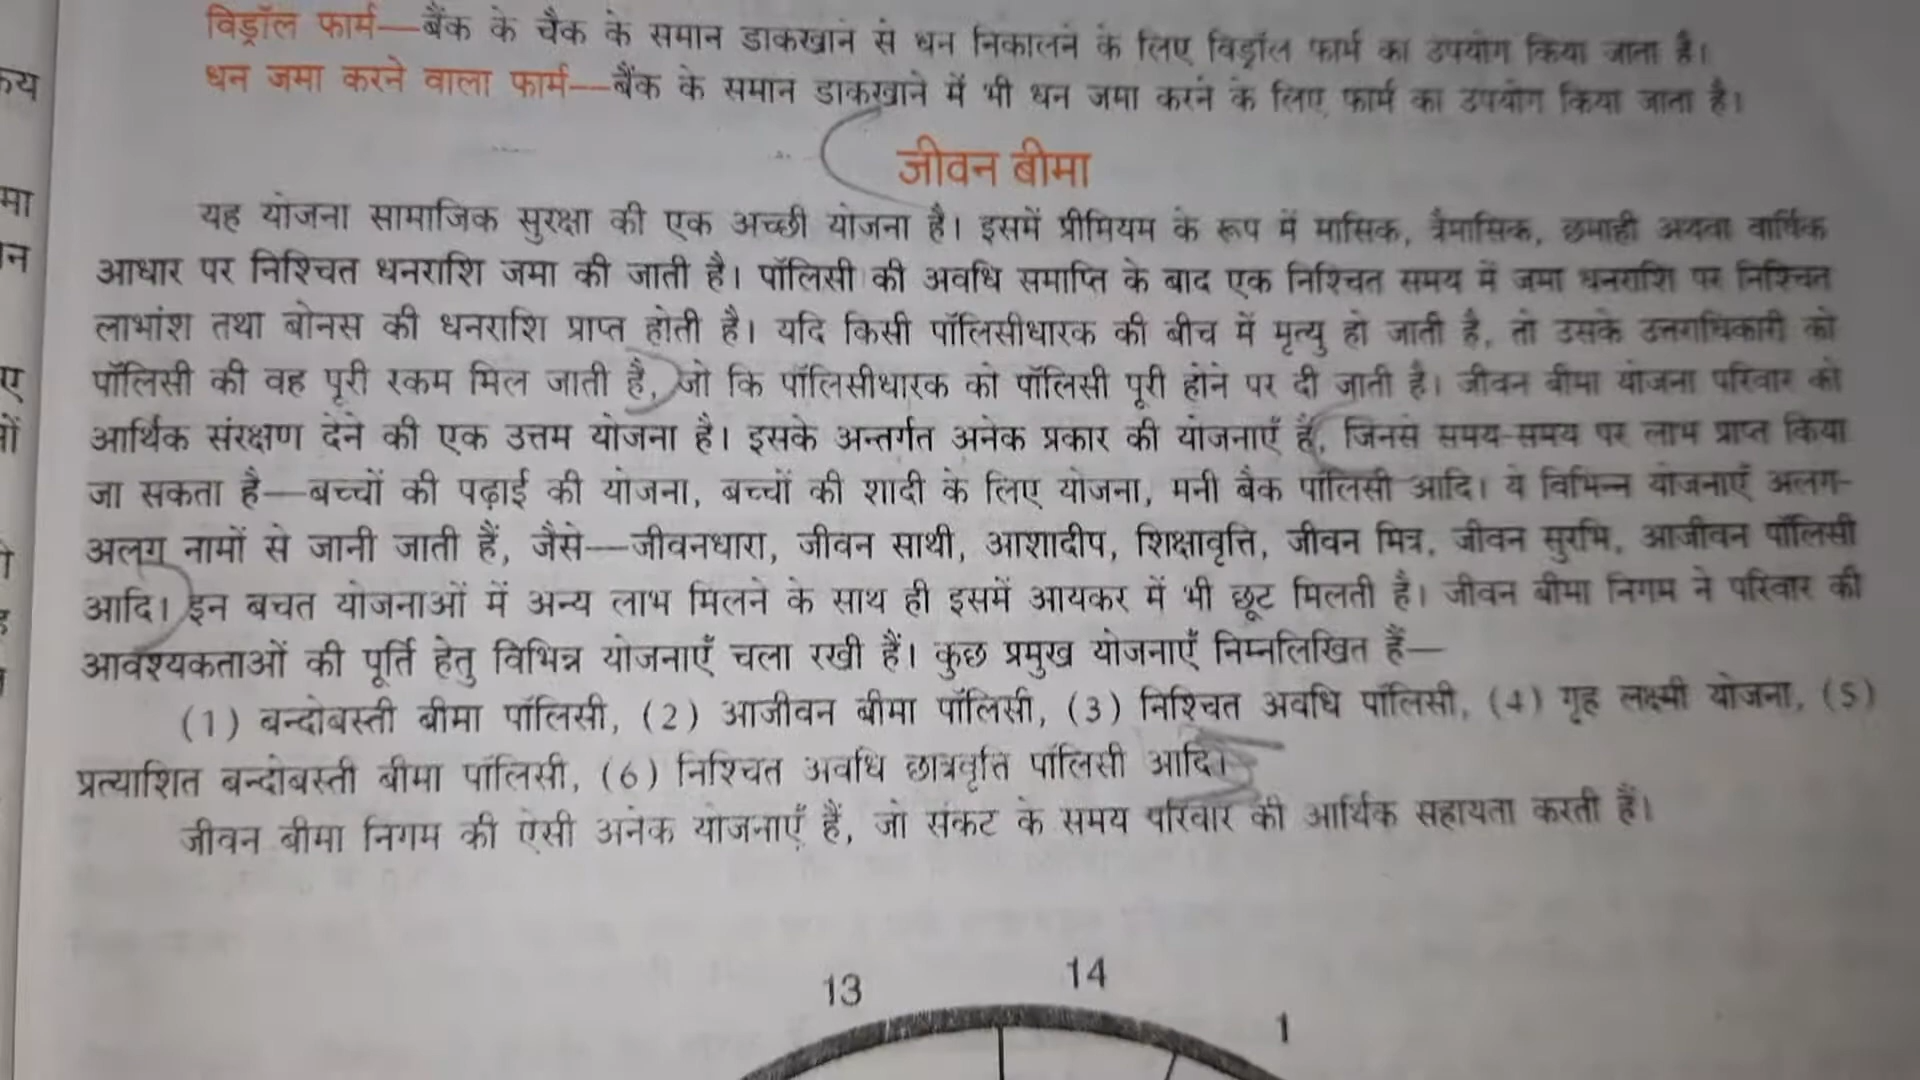 विड्रॉल फार्म—बैंक के चैक के समान डाकखाने से धन निकालने के लिए विड्रॉल फार्म का उपयोग किया जाता है।
धन जमा करने वाला फार्म—बैंक के समान डाकखाने में भी धन जमा करने के लिए फार्म का उपयोग किया जाता है।
जीवन बीमा
यह योजना सामाजिक सुरक्षा की एक अच्छी योजना है। इसमें प्रीमियम के रूप में मासिक, त्रैमासिक, छमाही अथवा वार्षिक
आधार पर निश्चित धनराशि जमा की जाती है। पॉलिसी की अवधि समाप्ति के बाद एक निश्चित समय में जमा धनराशि पर निश्चित
लाभांश तथा बोनस की धनराशि प्राप्त होती है। यदि किसी पॉलिसीधारक की बीच में मृत्यु हो जाती है, तो उसके उत्तराधिकारी को
पॉलिसी की वह पूरी रकम मिल जाती है, जो कि पॉलिसीधारक को पॉलिसी पूरी होने पर दी जाती है। जीवन बीमा योजना परिवार को
आर्थिक संरक्षण देने की एक उत्तम योजना है। इसके अन्तर्गत अनेक प्रकार की योजनाएँ हैं, जिनसे समय-समय पर लाभ प्राप्त किया
जा सकता है—बच्चों की पढ़ाई की योजना, बच्चों की शादी के लिए योजना, मनी बैक पॉलिसी आदि। ये विभिन्न योजनाएँ अलग-
अलग नामों से जानी जाती हैं, जैसे—जीवनधारा, जीवन साथी, आशादीप, शिक्षावृत्ति, जीवन मित्र, जीवन सुरभि, आजीवन पॉलिसी
आदि। इन बचत योजनाओं में अन्य लाभ मिलने के साथ ही इसमें आयकर में भी छूट मिलती है। जीवन बीमा निगम ने परिवार की
आवश्यकताओं की पूर्ति हेतु विभिन्न योजनाएँ चला रखी हैं। कुछ प्रमुख योजनाएँ निम्नलिखित हैं—
(1) बन्दोबस्ती बीमा पॉलिसी, (2) आजीवन बीमा पॉलिसी, (3) निश्चित अवधि पॉलिसी, (4) गृह लक्ष्मी योजना, (5)
प्रत्याशित बन्दोबस्ती बीमा पॉलिसी, (6) निश्चित अवधि छात्रवृत्ति पॉलिसी आदि।
जीवन बीमा निगम की ऐसी अनेक योजनाएँ हैं, जो संकट के समय परिवार की आर्थिक सहायता करती हैं।
13 14 1